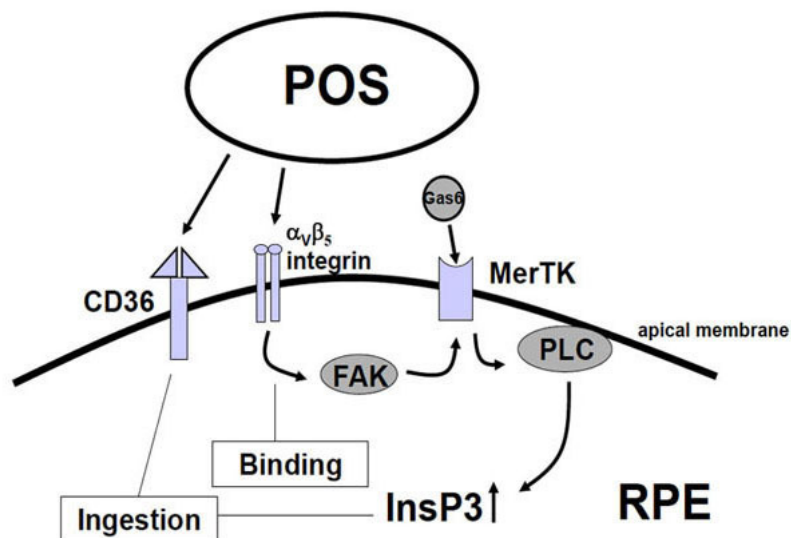 POS
Gas6
αVβ5
integrin
MerTK
CD36
apical membrane
PLC
FAK
Binding
InsP3↑
RPE
Ingestion